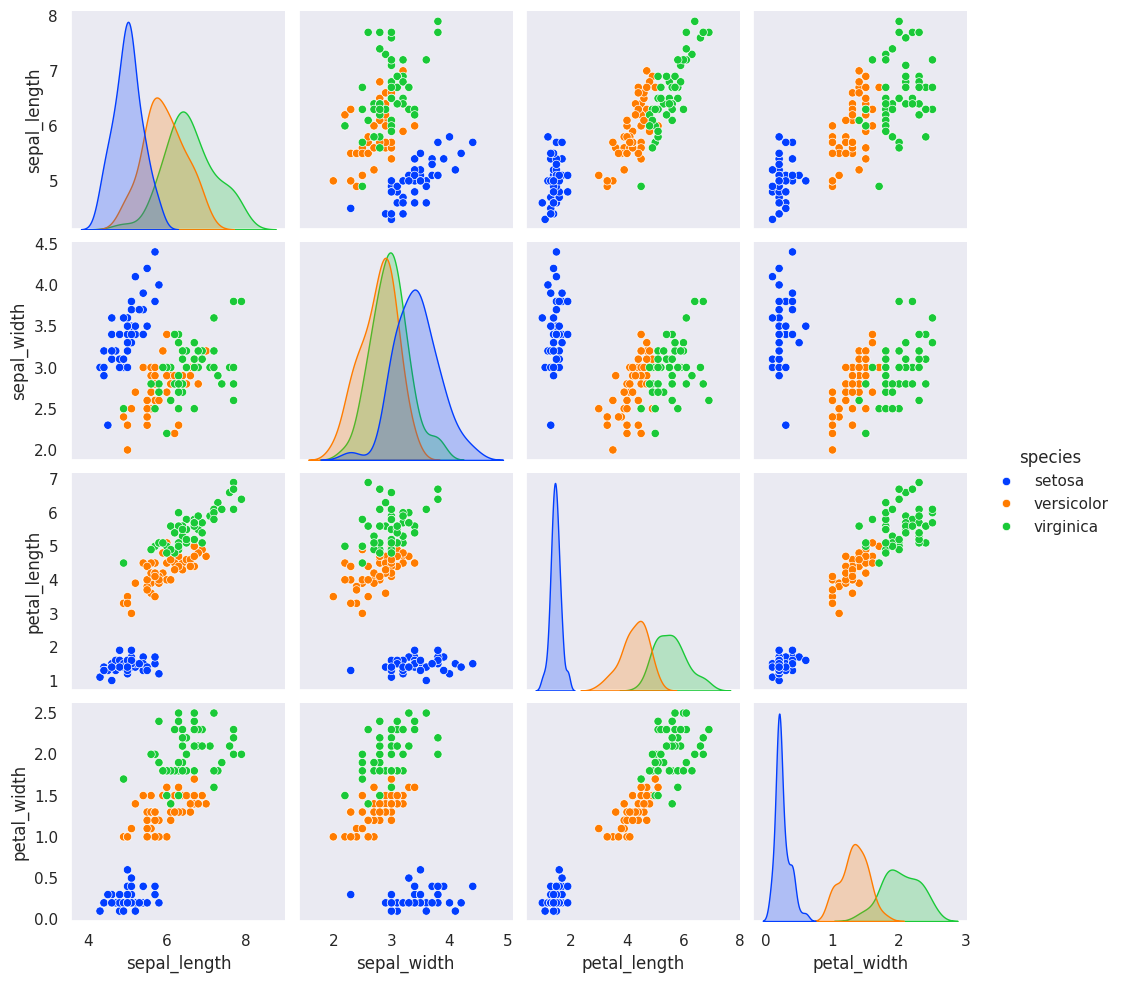 8
7
6
5
sepal_length
4.5
4.0
3.5
3.0
2.5
2.0
sepal_width
7
6
5
4
3
2
1
petal_length
2.5
2.0
1.5
1.0
0.5
0.0
petal_width
4 6 8
sepal_length
2 3 4 5
sepal_width
2 4 6 8
petal_length
0 1 2 3
petal_width
species
setosa
versicolor
virginica